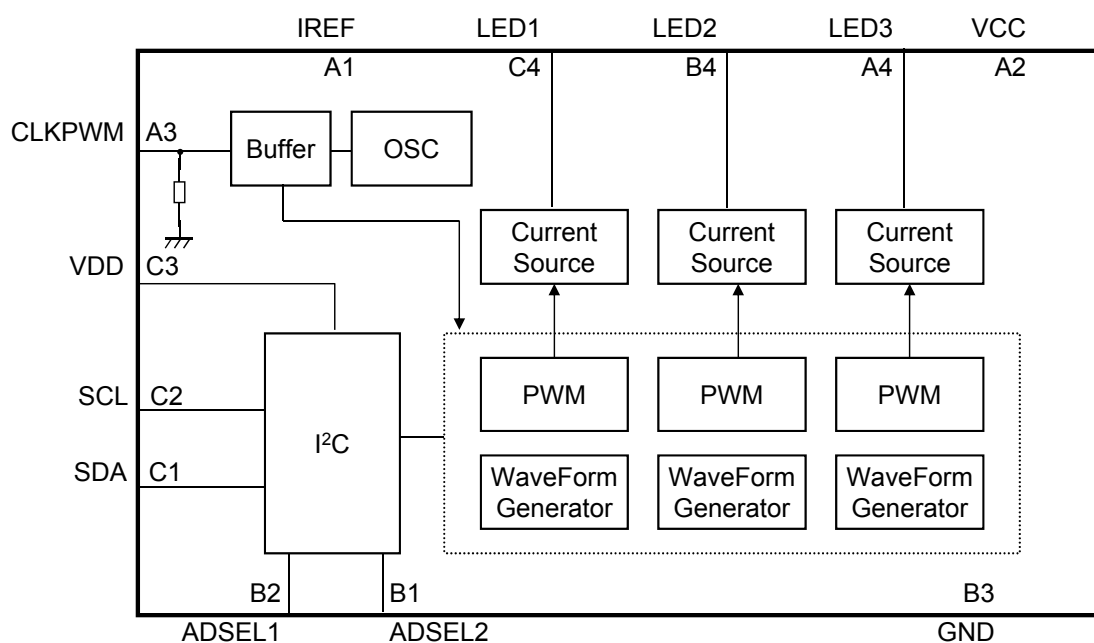 IREF LED1 LED2 LED3 VCC
A1 C4 B4 A4 A2
CLKPWM A3
Buffer OSC
VDD C3
Current Source
Current Source
Current Source
SCL C2
SDA C1
I²C
PWM PWM PWM
WaveForm Generator
WaveForm Generator
WaveForm Generator
B2 B1 B3
ADSEL1 ADSEL2 GND